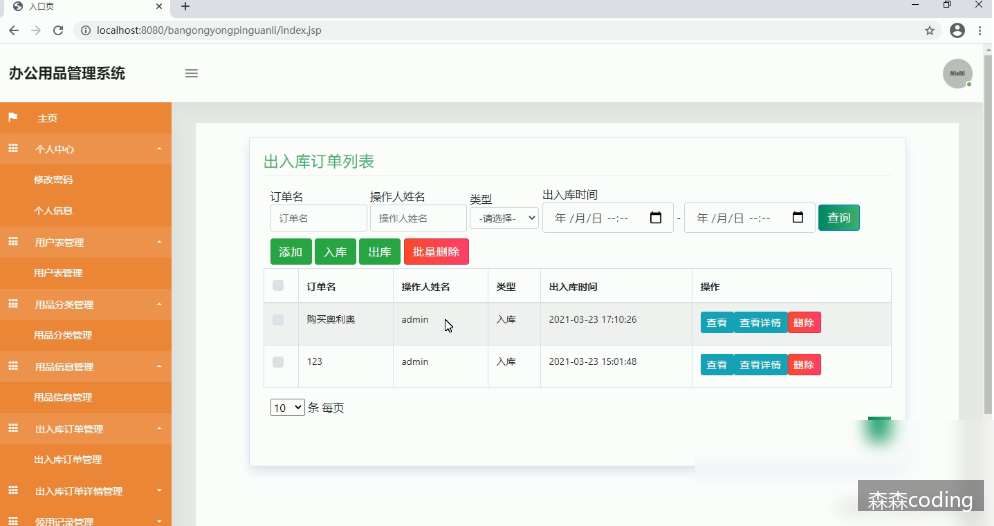 入口页
localhost:8080/bangongyongpinguanli/index.jsp
办公用品管理系统
主页
个人中心
修改密码
个人信息
用户表管理
用户表管理
用品分类管理
用品分类管理
用品信息管理
用品信息管理
出入库订单管理
出入库订单管理
出入库订单详情管理
领用记录管理
出入库订单列表
订单名 操作人姓名 类型 出入库时间
订单名 操作人姓名 -请选择- 年 /月/日 --:-- - 年 /月/日 --:-- 查询
添加 入库 出库 批量删除
订单名 操作人姓名 类型 出入库时间 操作
购买奥利奥 admin 入库 2021-03-23 17:10:26 查看 查看详情 删除
123 admin 入库 2021-03-23 15:01:48 查看 查看详情 删除
10 条 每页
森森coding